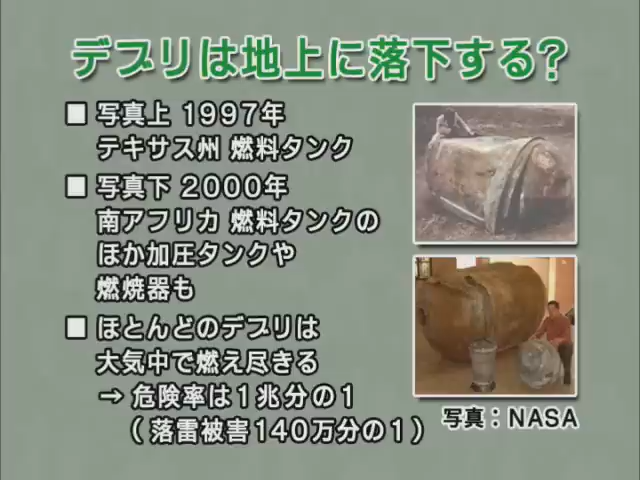 デブリは地上に落下する?
■ 写真上 1997年
テキサス州 燃料タンク
■ 写真下 2000年
南アフリカ 燃料タンクの
ほか加圧タンクや
燃焼器も
■ ほとんどのデブリは
大気中で燃え尽きる
→ 危険率は1兆分の1
(落雷被害140万分の1)
写真:NASA